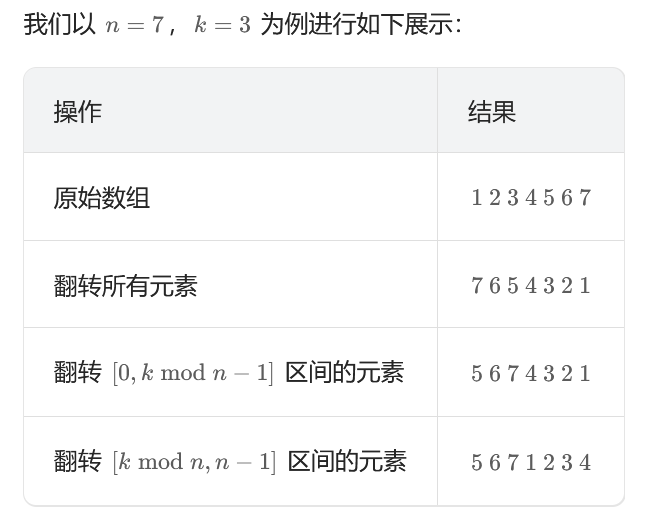 我们以 n = 7，k = 3 为例进行如下展示：
操作 结果
原始数组 1 2 3 4 5 6 7
翻转所有元素 7 6 5 4 3 2 1
翻转 [0, k mod n − 1] 区间的元素 5 6 7 4 3 2 1
翻转 [k mod n, n − 1] 区间的元素 5 6 7 1 2 3 4